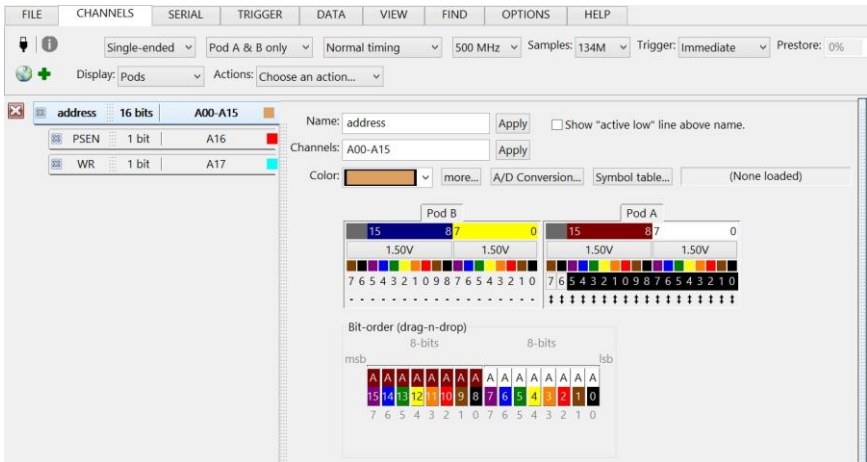 FILE CHANNELS SERIAL TRIGGER DATA VIEW FIND OPTIONS HELP
Single-ended Pod A & B only Normal timing 500 MHz Samples: 134M Trigger: Immediate Prestore: 0%
Display: Pods Actions: Choose an action...
address 16 bits A00-A15
PSEN 1 bit A16
WR 1 bit A17
Name: address Apply Show "active low" line above name.
Channels: A00-A15 Apply
Color: more... A/D Conversion... Symbol table... (None loaded)
Pod B Pod A
15 8 7 0 15 8 7 0
1.50V 1.50V 1.50V 1.50V
7 6 5 4 3 2 1 0 9 8 7 6 5 4 3 2 1 0 7 6 5 4 3 2 1 0 9 8 7 6 5 4 3 2 1 0
Bit-order (drag-n-drop)
8-bits 8-bits
msb lsb
A A A A A A A A A A A A A A A A
15 14 13 12 11 10 9 8 7 6 5 4 3 2 1 0
7 6 5 4 3 2 1 0 7 6 5 4 3 2 1 0